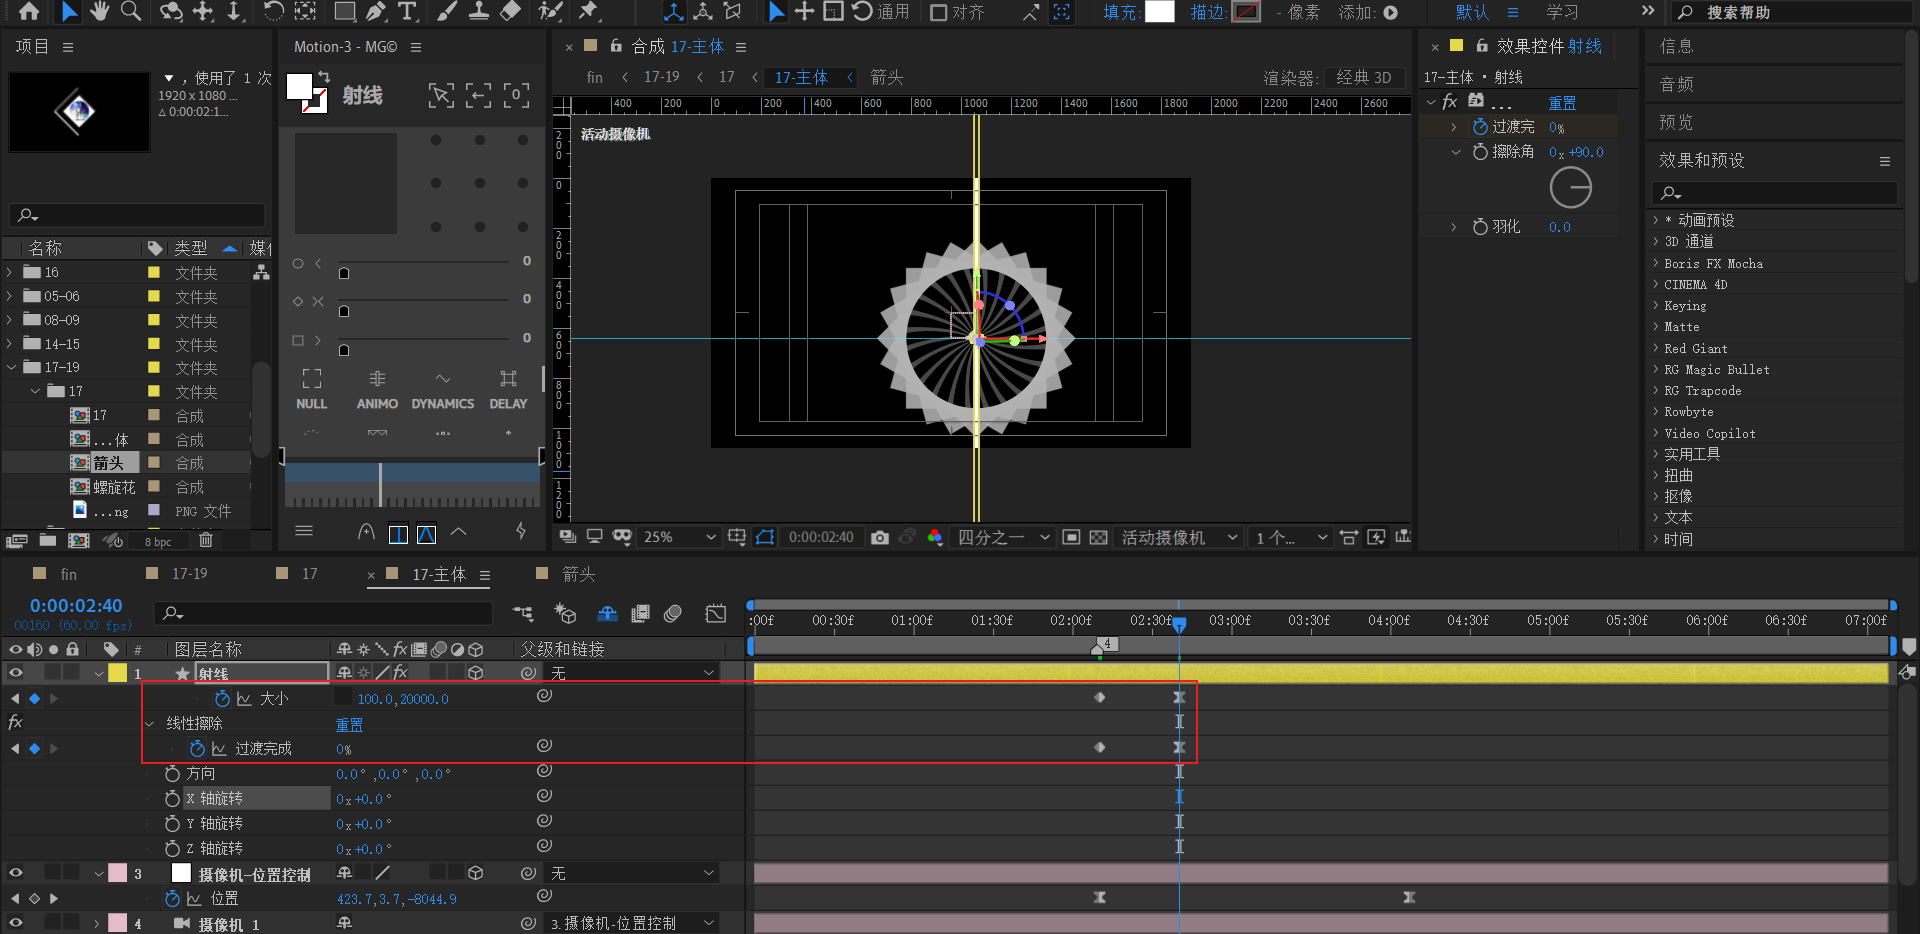 通用
对齐
填充:
描边:
- 像素
添加:
默认
学习
搜索帮助
项目
，使用了 1 次
1920 x 1080 ...
Δ 0:00:02:1...
名称
类型
媒体
16
文件夹
05-06
文件夹
08-09
文件夹
14-15
文件夹
17-19
文件夹
17
文件夹
17
合成
...体
合成
箭头
合成
螺旋花
合成
...ng
PNG 文件
8 bpc
Motion-3 - MG©
射线
0
0
0
0
NULL
ANIMO
DYNAMICS
DELAY
合成 17-主体
fin
17-19
17
17-主体
箭头
渲染器:
经典 3D
400 200 0 200 400 600 800 1000 1200 1400 1600 1800 2000 2200 2400 2600
200
0
200
400
600
800
1000
1200
活动摄像机
25%
0:00:02:40
四分之一
活动摄像机
1 个...
效果控件 射线
17-主体 · 射线
fx ...
重置
过渡完
0%
擦除角
0x +90.0
羽化
0.0
信息
音频
预览
效果和预设
* 动画预设
3D 通道
Boris FX Mocha
CINEMA 4D
Keying
Matte
Red Giant
RG Magic Bullet
RG Trapcode
Rowbyte
Video Copilot
实用工具
扭曲
抠像
文本
时间
fin
17-19
17
17-主体
箭头
0:00:02:40
00160 (60.00 fps)
:00f 00:30f 01:00f 01:30f 02:00f 02:30f 03:00f 03:30f 04:00f 04:30f 05:00f 05:30f 06:00f 06:30f 07:00f
4
#
图层名称
fx
父级和链接
1
射线
fx
无
大小
100.0,20000.0
fx
线性擦除
重置
过渡完成
0%
方向
0.0°,0.0°,0.0°
X 轴旋转
0x+0.0°
Y 轴旋转
0x+0.0°
Z 轴旋转
0x+0.0°
3
摄像机-位置控制
无
位置
423.7,3.7,-8044.9
4
摄像机 1
3.摄像机-位置控制